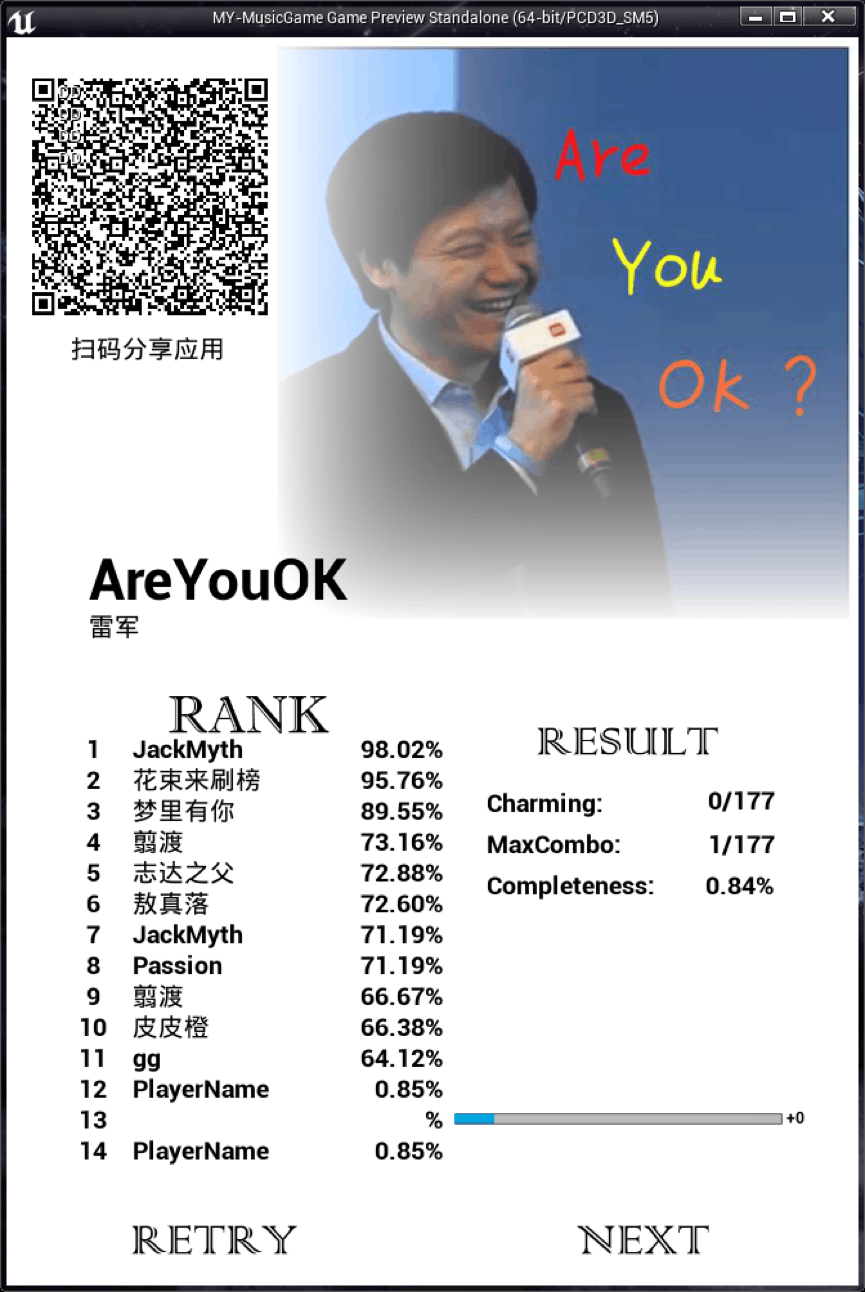 MY-MusicGame Game Preview Standalone (64-bit/PCD3D_SM5)
DD
DD
DD
DD
扫码分享应用
Are
You
Ok ?
AreYouOK
雷军
RANK
1 JackMyth 98.02%
2 花束来刷榜 95.76%
3 梦里有你 89.55%
4 翦渡 73.16%
5 志达之父 72.88%
6 敖真落 72.60%
7 JackMyth 71.19%
8 Passion 71.19%
9 翦渡 66.67%
10 皮皮橙 66.38%
11 gg 64.12%
12 PlayerName 0.85%
13 %
14 PlayerName 0.85%
RESULT
Charming: 0/177
MaxCombo: 1/177
Completeness: 0.84%
+0
RETRY
NEXT